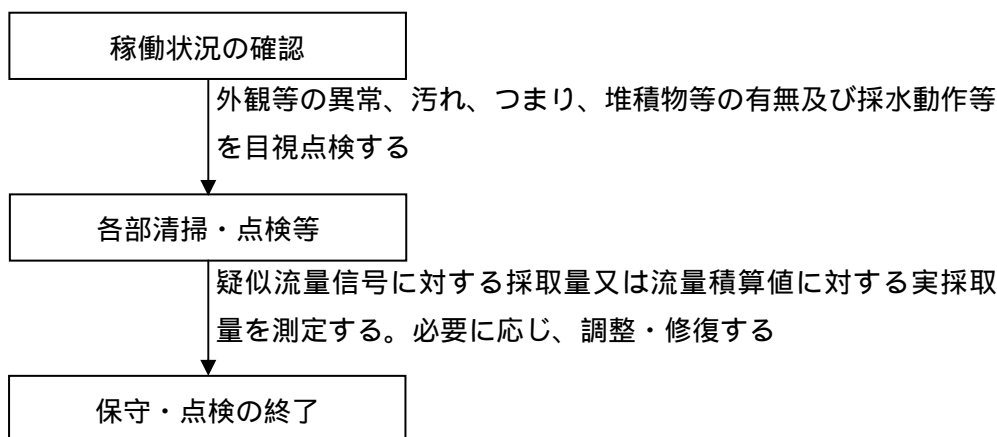 稼働状況の確認
外観等の異常、汚れ、つまり、堆積物等の有無及び採水動作等
を目視点検する
各部清掃・点検等
疑似流量信号に対する採取量又は流量積算値に対する実採取
量を測定する。必要に応じ、調整・修復する
保守・点検の終了